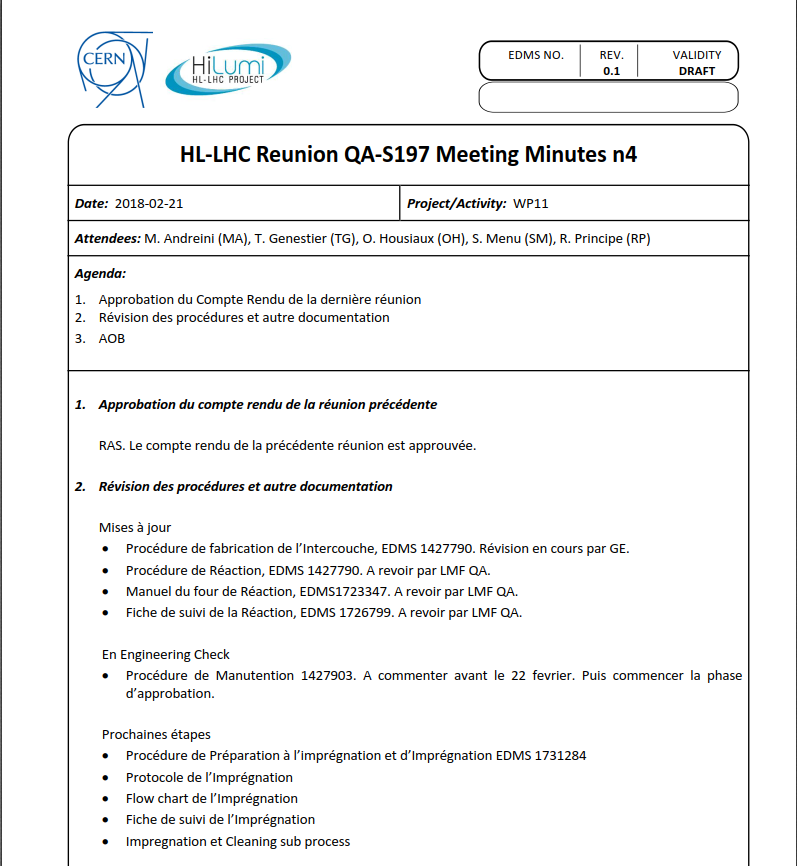 CERN
HiLumi
HL-LHC PROJECT
EDMS NO.
REV.
VALIDITY
0.1
DRAFT
HL-LHC Reunion QA-S197 Meeting Minutes n4
Date: 2018-02-21
Project/Activity: WP11
Attendees: M. Andreini (MA), T. Genestier (TG), O. Housiaux (OH), S. Menu (SM), R. Principe (RP)
Agenda:
1. Approbation du Compte Rendu de la dernière réunion
2. Révision des procédures et autre documentation
3. AOB
1. Approbation du compte rendu de la réunion précédente
RAS. Le compte rendu de la précédente réunion est approuvée.
2. Révision des procédures et autre documentation
Mises à jour
• Procédure de fabrication de l’Intercouche, EDMS 1427790. Révision en cours par GE.
• Procédure de Réaction, EDMS 1427790. A revoir par LMF QA.
• Manuel du four de Réaction, EDMS1723347. A revoir par LMF QA.
• Fiche de suivi de la Réaction, EDMS 1726799. A revoir par LMF QA.
En Engineering Check
• Procédure de Manutention 1427903. A commenter avant le 22 fevrier. Puis commencer la phase
d’approbation.
Prochaines étapes
• Procédure de Préparation à l’imprégnation et d’Imprégnation EDMS 1731284
• Protocole de l’Imprégnation
• Flow chart de l’Imprégnation
• Fiche de suivi de l’Imprégnation
• Impregnation et Cleaning sub process